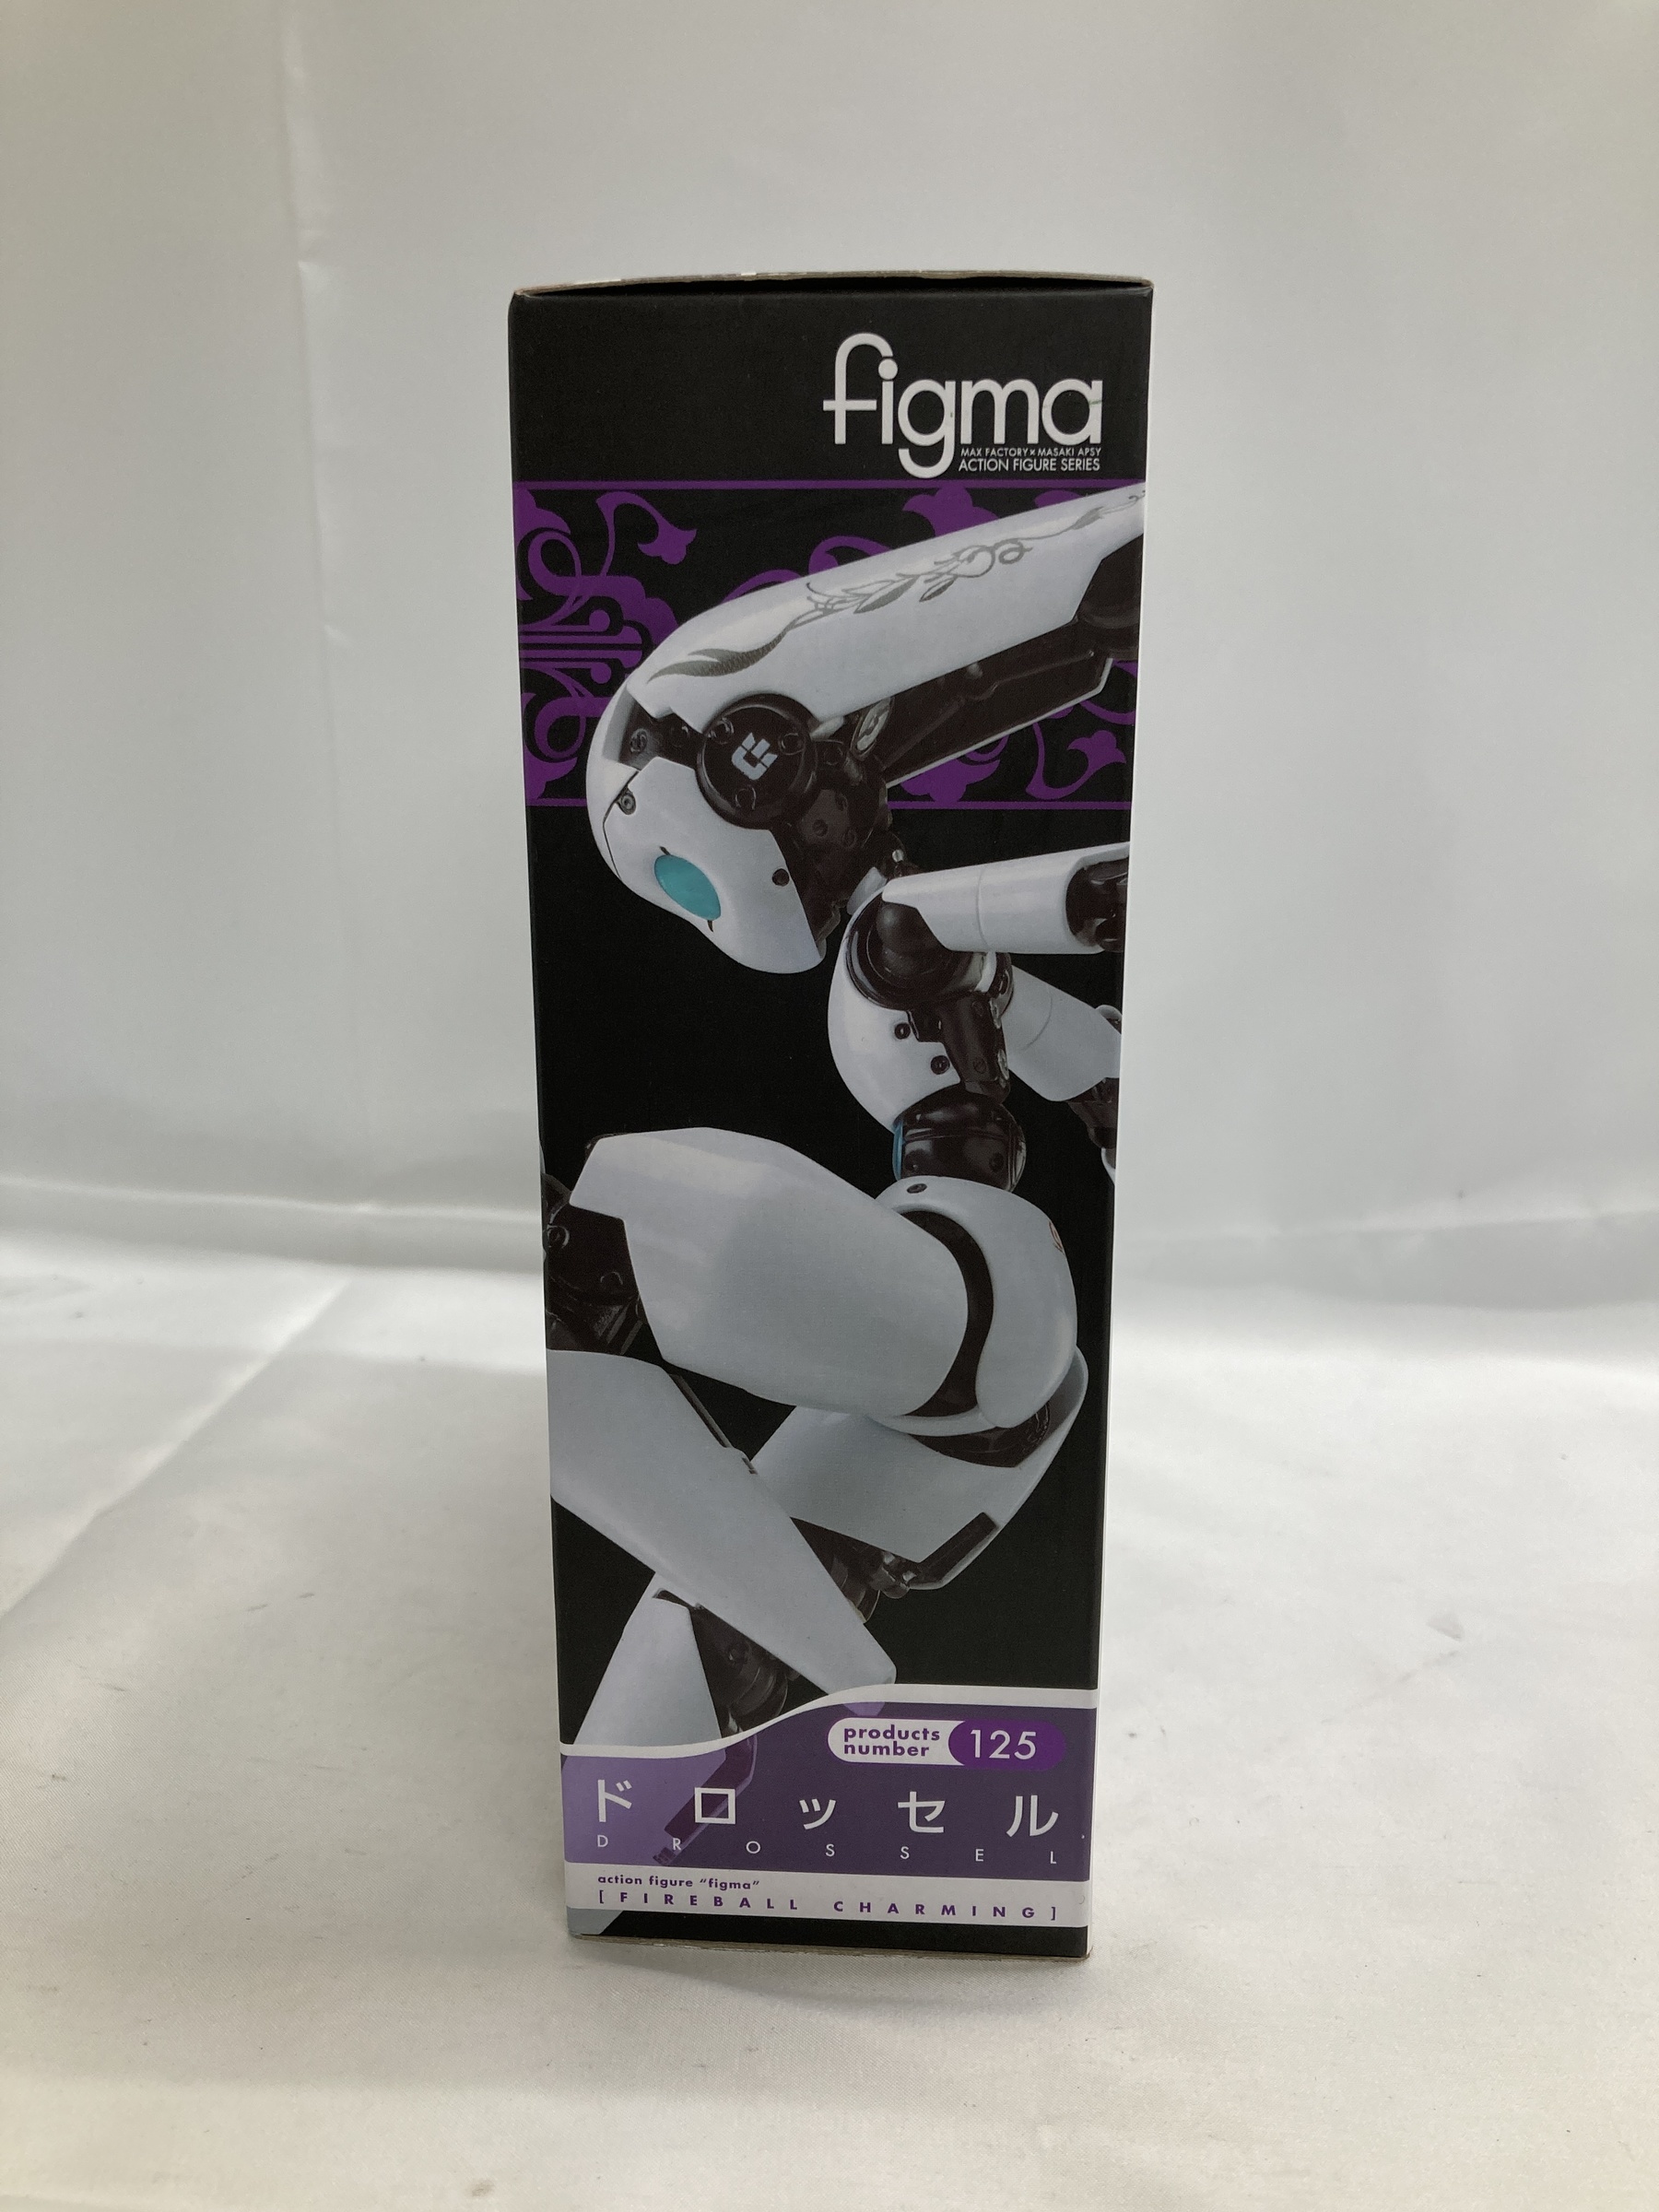 figma
MAX FACTORY×MASAKI APSY
ACTION FIGURE SERIES
products number 125
ドロッセル
DROSSEL
action figure “figma”
[FIREBALL CHARMING]